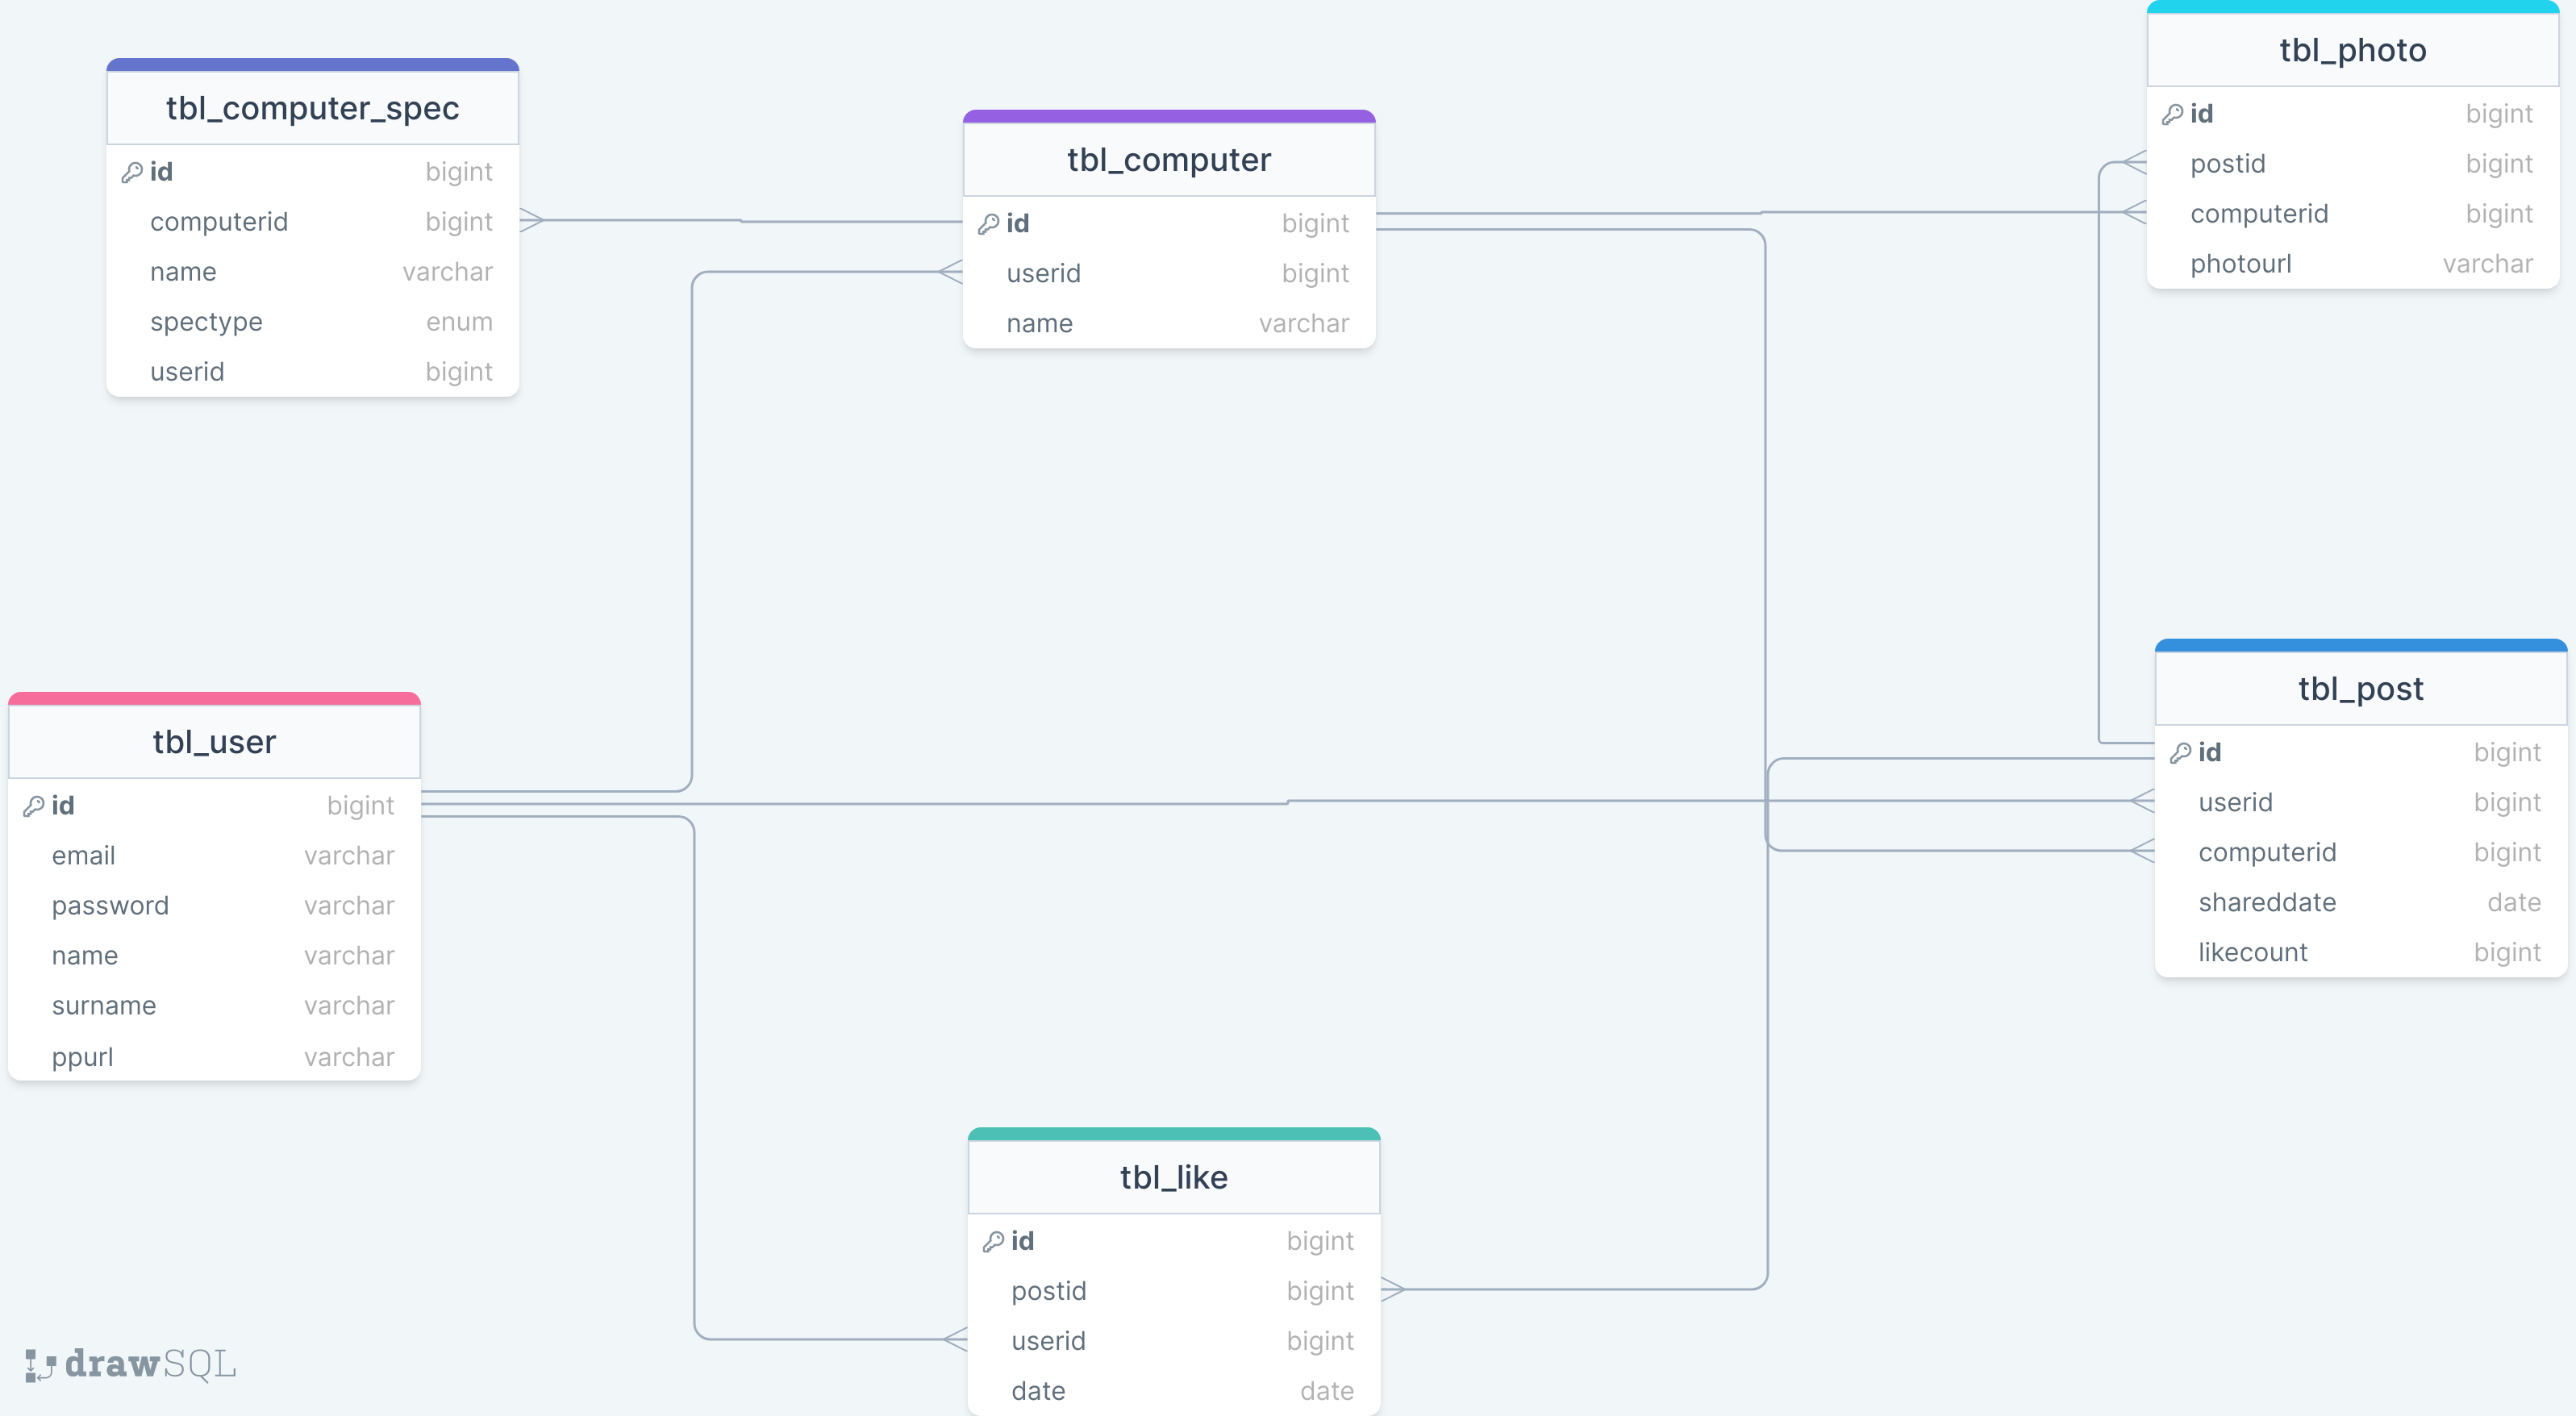 tbl_computer_spec
id bigint
computerid bigint
name varchar
spectype enum
userid bigint
tbl_computer
id bigint
userid bigint
name varchar
tbl_photo
id bigint
postid bigint
computerid bigint
photourl varchar
tbl_user
id bigint
email varchar
password varchar
name varchar
surname varchar
ppurl varchar
tbl_post
id bigint
userid bigint
computerid bigint
shareddate date
likecount bigint
tbl_like
id bigint
postid bigint
userid bigint
date date
drawSQL